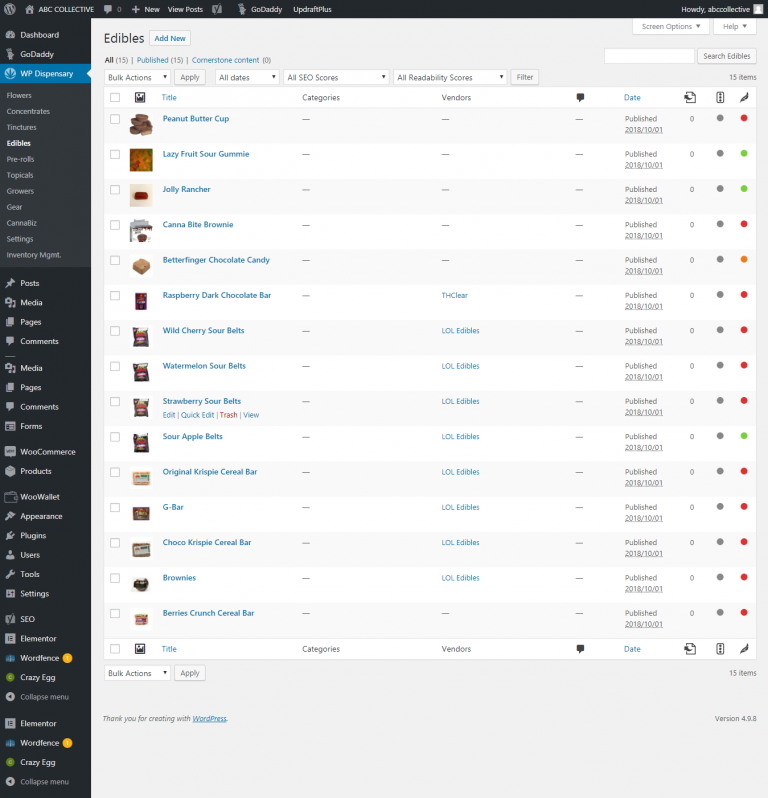 ABC COLLECTIVE 0 + New View Posts GoDaddy UpdraftPlus Howdy, abccollective
Dashboard
GoDaddy
WP Dispensary
Flowers
Concentrates
Tinctures
Edibles
Pre-rolls
Topicals
Growers
Gear
CannaBiz
Settings
Inventory Mgmt.
Posts
Media
Pages
Comments
Media
Pages
Comments
Forms
WooCommerce
Products
WooWallet
Appearance
Plugins
Users
Tools
Settings
SEO
Elementor
Wordfence 1
Crazy Egg
Collapse menu
Elementor
Wordfence 1
Crazy Egg
Collapse menu
Screen Options ▼ Help ▼
Edibles Add New
All (15) | Published (15) | Cornerstone content (0)
Search Edibles
Bulk Actions Apply All dates All SEO Scores All Readability Scores Filter 15 items
Title Categories Vendors Date
Peanut Butter Cup — — Published 0
2018/10/01
Lazy Fruit Sour Gummie — — Published 0
2018/10/01
Jolly Rancher — — Published 0
2018/10/01
Canna Bite Brownie — — Published 0
2018/10/01
Betterfinger Chocolate Candy — — Published 0
2018/10/01
Raspberry Dark Chocolate Bar — THClear Published 0
2018/10/01
Wild Cherry Sour Belts — LOL Edibles Published 0
2018/10/01
Watermelon Sour Belts — LOL Edibles Published 0
2018/10/01
Strawberry Sour Belts — LOL Edibles Published 0
Edit | Quick Edit | Trash | View 2018/10/01
Sour Apple Belts — LOL Edibles Published 0
2018/10/01
Original Krispie Cereal Bar — LOL Edibles Published 0
2018/10/01
G-Bar — LOL Edibles Published 0
2018/10/01
Choco Krispie Cereal Bar — LOL Edibles Published 0
2018/10/01
Brownies — LOL Edibles Published 0
2018/10/01
Berries Crunch Cereal Bar — — Published 0
2018/10/01
Title Categories Vendors Date
Bulk Actions Apply 15 items
Thank you for creating with WordPress. Version 4.9.8